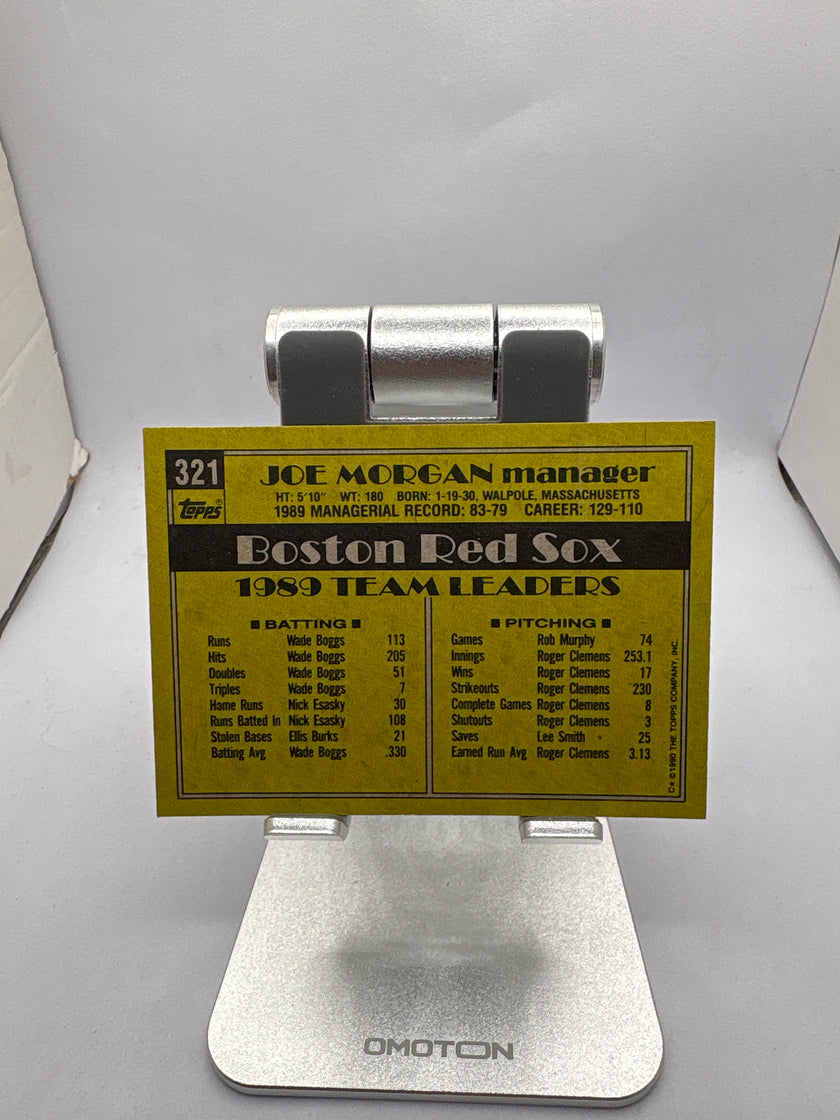 321
topps®
JOE MORGAN manager
HT: 5'10" WT: 180 BORN: 1-19-30, WALPOLE, MASSACHUSETTS
1989 MANAGERIAL RECORD: 83-79 CAREER: 129-110
Boston Red Sox
1989 TEAM LEADERS
■ BATTING ■
Runs Wade Boggs 113
Hits Wade Boggs 205
Doubles Wade Boggs 51
Triples Wade Boggs 7
Home Runs Nick Esasky 30
Runs Batted In Nick Esasky 108
Stolen Bases Ellis Burks 21
Batting Avg Wade Boggs .330
■ PITCHING ■
Games Rob Murphy 74
Innings Roger Clemens 253.1
Wins Roger Clemens 17
Strikeouts Roger Clemens 230
Complete Games Roger Clemens 8
Shutouts Roger Clemens 3
Saves Lee Smith 25
Earned Run Avg Roger Clemens 3.13
C* © 1990 THE TOPPS COMPANY, INC.
OMOTON